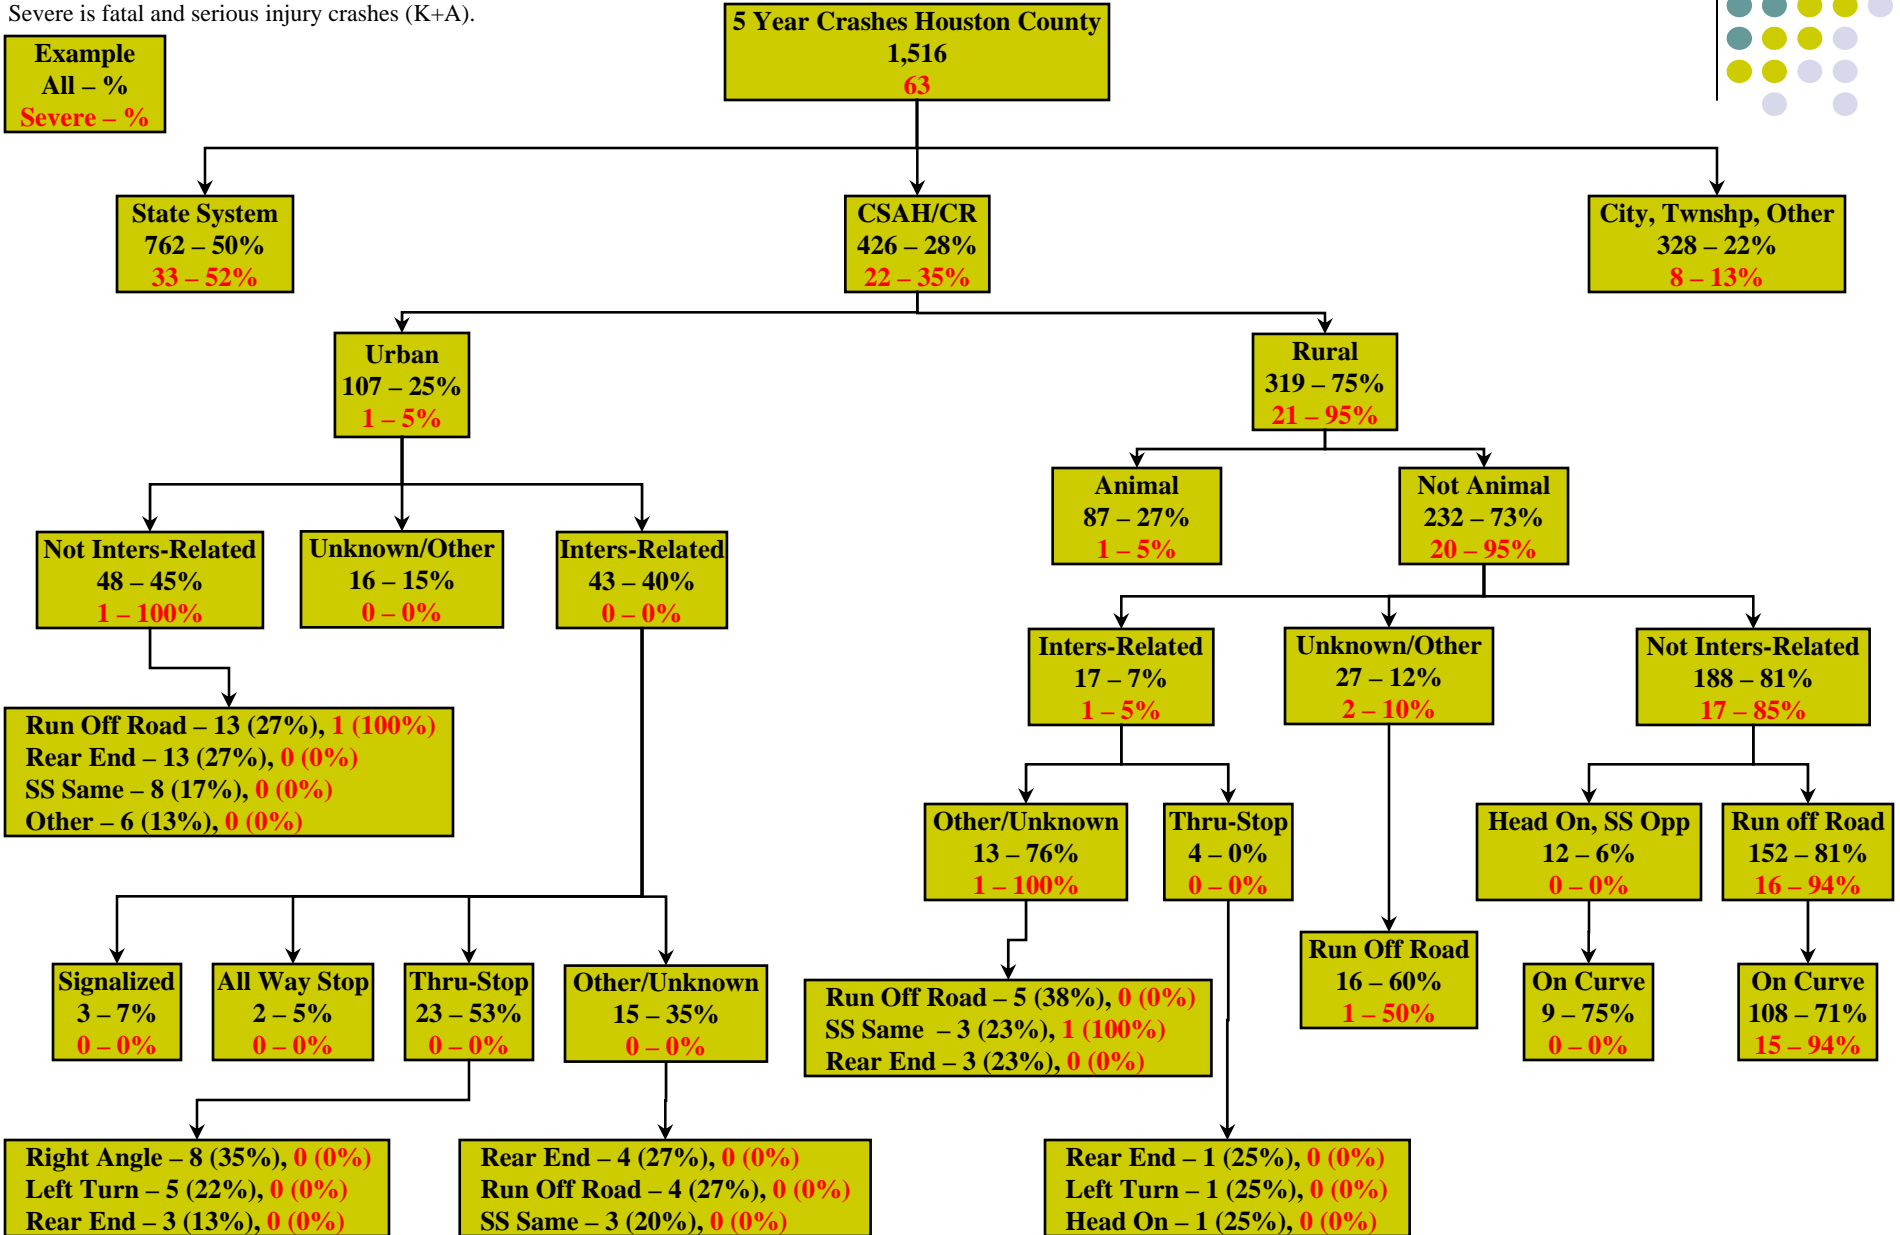 Severe is fatal and serious injury crashes (K+A).
Example
All – %
Severe – %
5 Year Crashes Houston County
1,516
63
State System
762 – 50%
33 – 52%
CSAH/CR
426 – 28%
22 – 35%
City, Twnshp, Other
328 – 22%
8 – 13%
Urban
107 – 25%
1 – 5%
Rural
319 – 75%
21 – 95%
Animal
87 – 27%
1 – 5%
Not Animal
232 – 73%
20 – 95%
Not Inters-Related
48 – 45%
1 – 100%
Unknown/Other
16 – 15%
0 – 0%
Inters-Related
43 – 40%
0 – 0%
Inters-Related
17 – 7%
1 – 5%
Unknown/Other
27 – 12%
2 – 10%
Not Inters-Related
188 – 81%
17 – 85%
Run Off Road – 13 (27%), 1 (100%)
Rear End – 13 (27%), 0 (0%)
SS Same – 8 (17%), 0 (0%)
Other – 6 (13%), 0 (0%)
Other/Unknown
13 – 76%
1 – 100%
Thru-Stop
4 – 0%
0 – 0%
Head On, SS Opp
12 – 6%
0 – 0%
Run off Road
152 – 81%
16 – 94%
Signalized
3 – 7%
0 – 0%
All Way Stop
2 – 5%
0 – 0%
Thru-Stop
23 – 53%
0 – 0%
Other/Unknown
15 – 35%
0 – 0%
Run Off Road – 5 (38%), 0 (0%)
SS Same – 3 (23%), 1 (100%)
Rear End – 3 (23%), 0 (0%)
Run Off Road
16 – 60%
1 – 50%
On Curve
9 – 75%
0 – 0%
On Curve
108 – 71%
15 – 94%
Right Angle – 8 (35%), 0 (0%)
Left Turn – 5 (22%), 0 (0%)
Rear End – 3 (13%), 0 (0%)
Rear End – 4 (27%), 0 (0%)
Run Off Road – 4 (27%), 0 (0%)
SS Same – 3 (20%), 0 (0%)
Rear End – 1 (25%), 0 (0%)
Left Turn – 1 (25%), 0 (0%)
Head On – 1 (25%), 0 (0%)